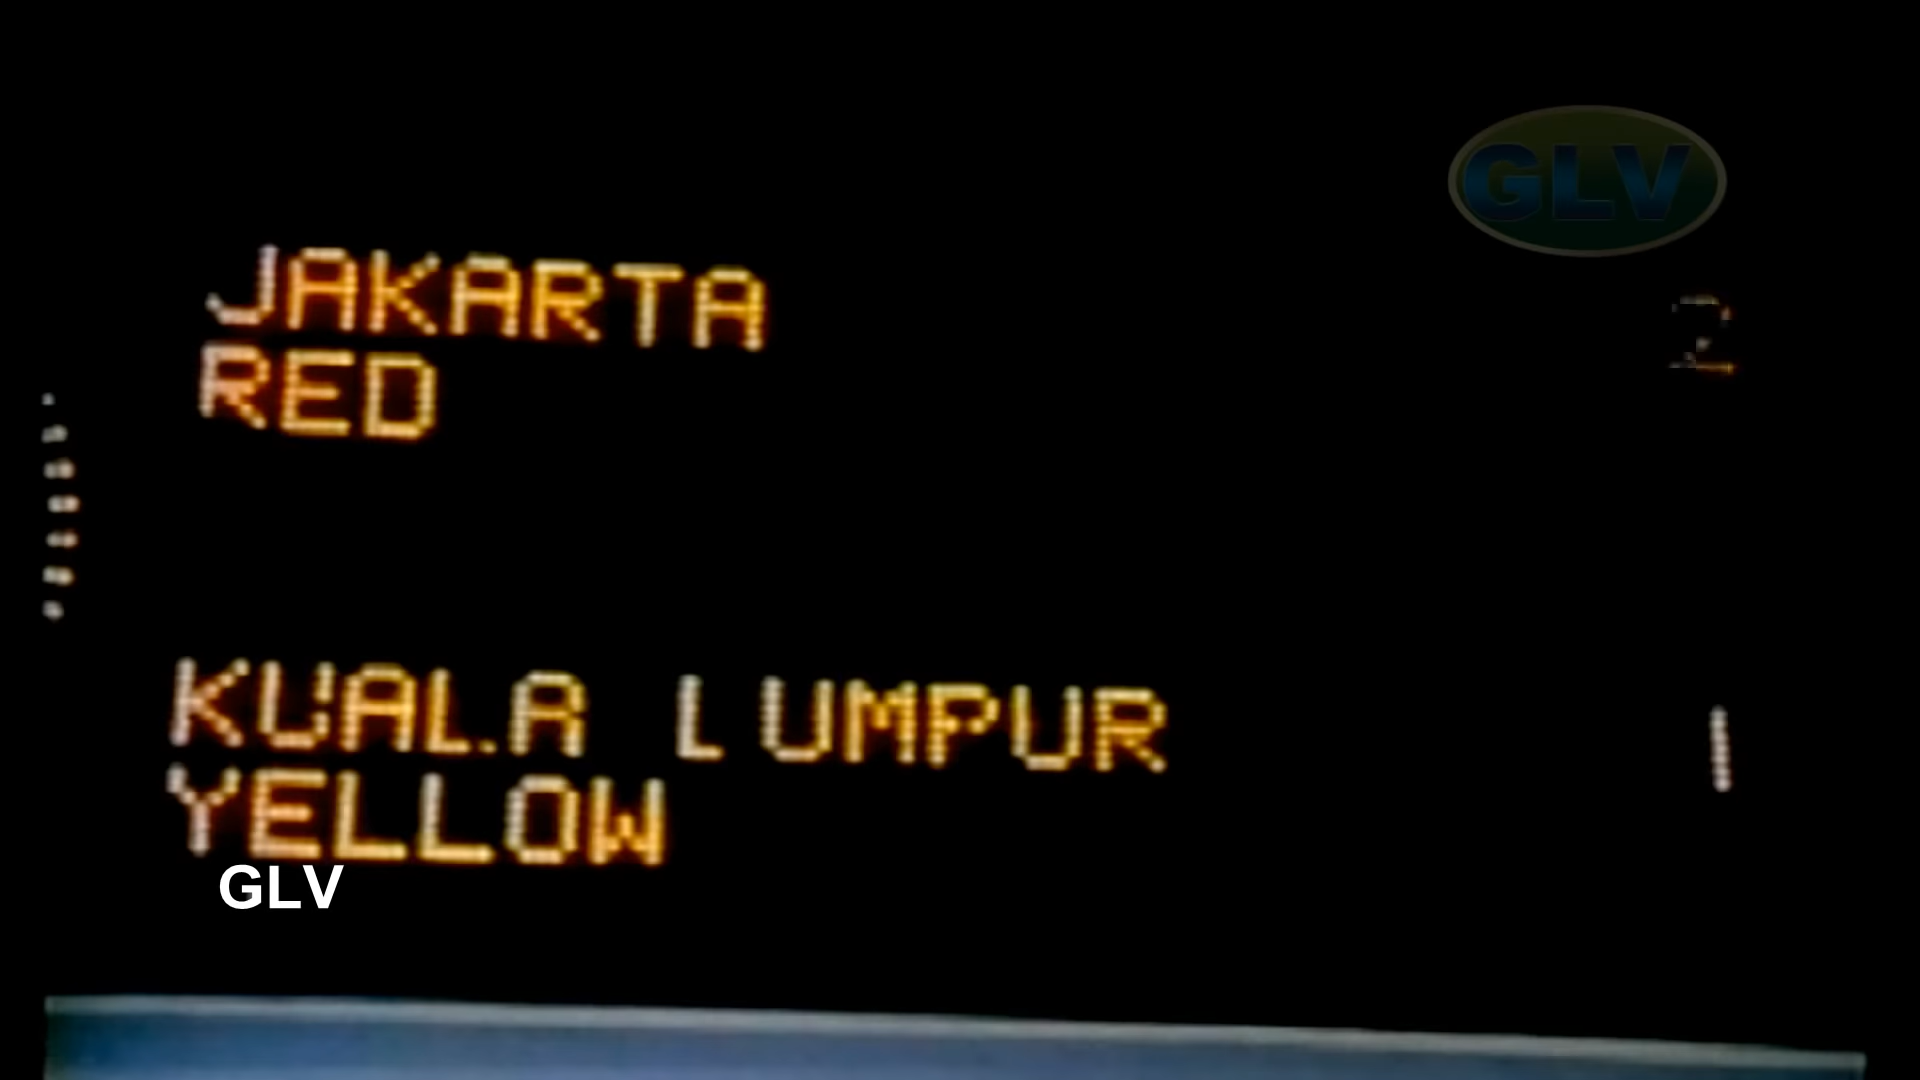 GLV
JAKARTA 2
RED
KUALA LUMPUR 1
YELLOW
GLV